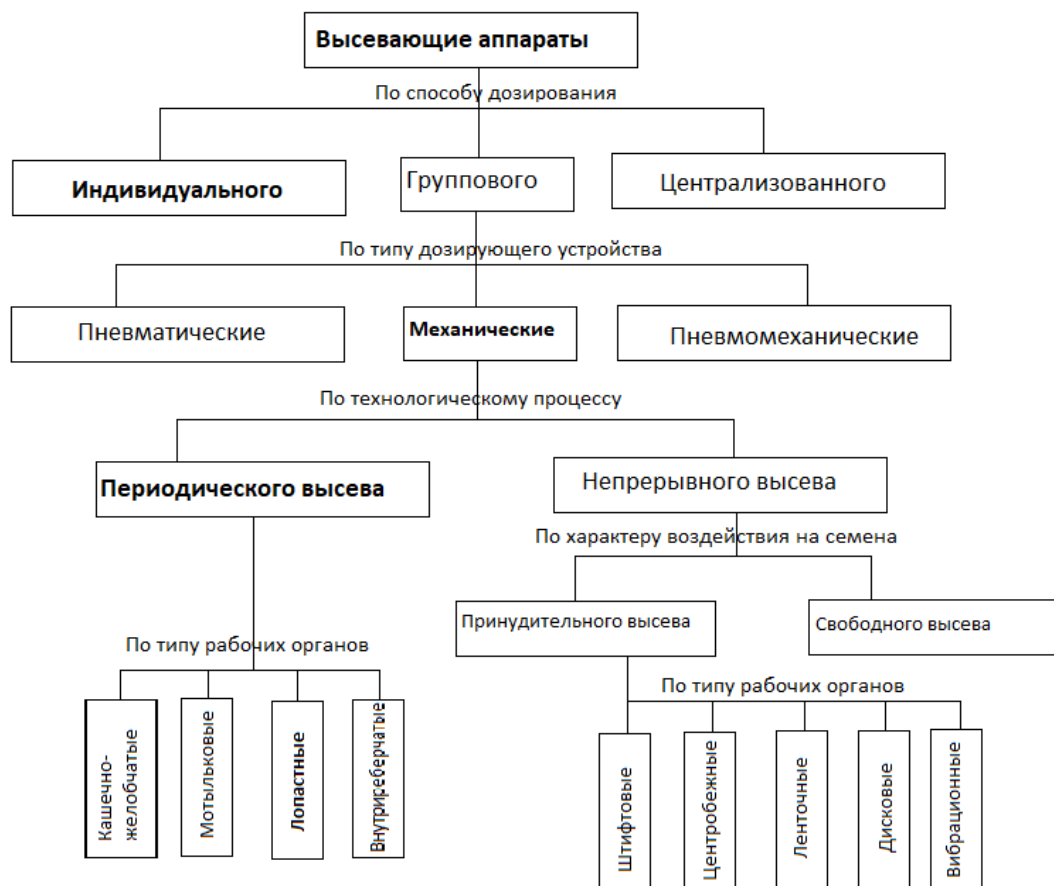 Высевающие аппараты
По способу дозирования
Индивидуального
Группового
Централизованного
По типу дозирующего устройства
Пневматические
Механические
Пневмомеханические
По технологическому процессу
Периодического высева
Непрерывного высева
По характеру воздействия на семена
Принудительного высева
Свободного высева
По типу рабочих органов
По типу рабочих органов
Кашечно-
желобчатые
Мотыльковые
Лопастные
Внутриреберчатые
Штифтовые
Центробежные
Ленточные
Дисковые
Вибрационные